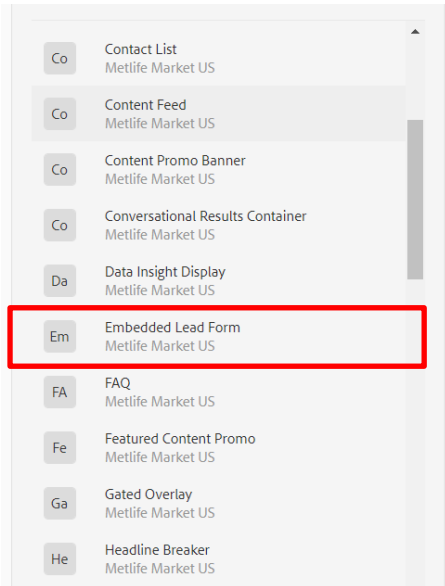 Co
Contact List
Metlife Market US
Co
Content Feed
Metlife Market US
Co
Content Promo Banner
Metlife Market US
Co
Conversational Results Container
Metlife Market US
Da
Data Insight Display
Metlife Market US
Em
Embedded Lead Form
Metlife Market US
FA
FAQ
Metlife Market US
Fe
Featured Content Promo
Metlife Market US
Ga
Gated Overlay
Metlife Market US
He
Headline Breaker
Metlife Market US